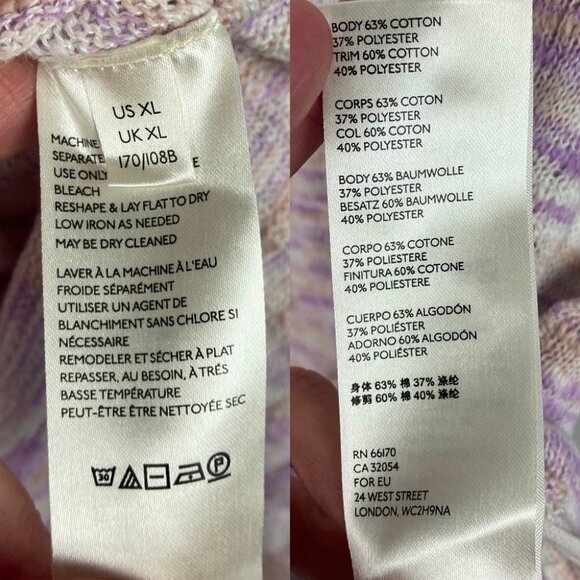 US XL
UK XL
170/108B
MACHINE
SEPARATE
USE ONLY
BLEACH
RESHAPE & LAY FLAT TO DRY
LOW IRON AS NEEDED
MAY BE DRY CLEANED
LAVER À LA MACHINE À L'EAU
FROIDE SÉPARÉMENT
UTILISER UN AGENT DE
BLANCHIMENT SANS CHLORE SI
NÉCESSAIRE
REMODELER ET SÉCHER À PLAT
REPASSER, AU BESOIN, À TRÉS
BASSE TEMPÉRATURE
PEUT-ÊTRE ÊTRE NETTOYÉE SEC
30
P
BODY 63% COTTON
37% POLYESTER
TRIM 60% COTTON
40% POLYESTER
CORPS 63% COTON
37% POLYESTER
COL 60% COTON
40% POLYESTER
BODY 63% BAUMWOLLE
37% POLYESTER
BESATZ 60% BAUMWOLLE
40% POLYESTER
CORPO 63% COTONE
37% POLIESTERE
FINITURA 60% COTONE
40% POLIESTERE
CUERPO 63% ALGODÓN
37% POLIÉSTER
ADORNO 60% ALGODÓN
40% POLIÉSTER
身体 63% 棉 37% 涤纶
修剪 60% 棉 40% 涤纶
RN 66170
CA 32054
FOR EU
24 WEST STREET
LONDON, WC2H9NA